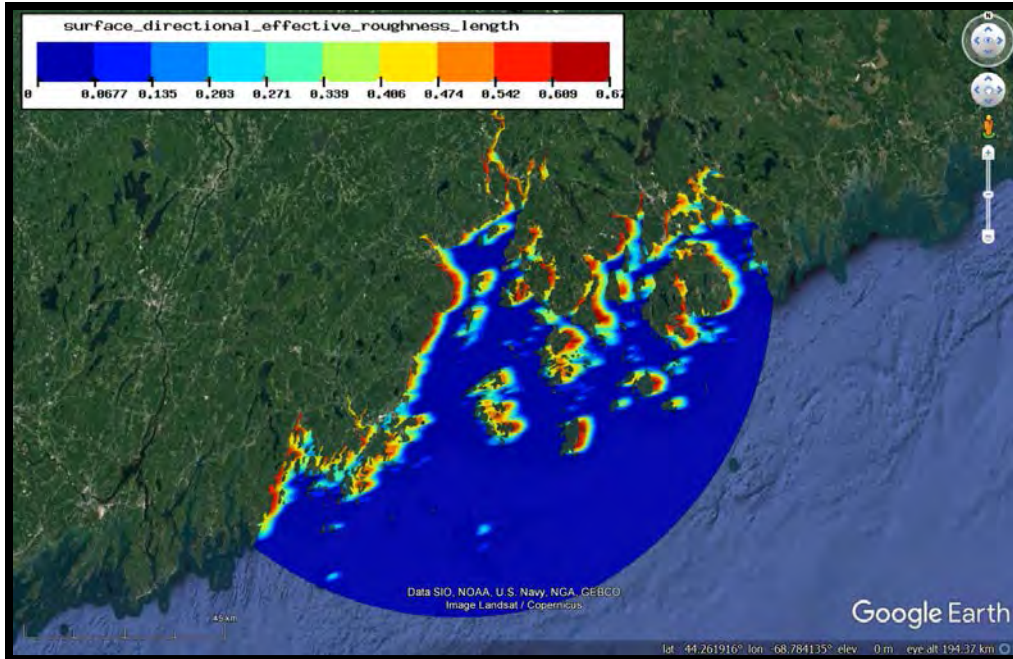 surface_directional_effective_roughness_length
0 0.0677 0.135 0.203 0.271 0.339 0.406 0.474 0.542 0.609 0.67
N
Data SIO, NOAA, U.S. Navy, NGA, GEBCO
Image Landsat / Copernicus
Google Earth
45 km
lat 44.261916° lon -68.784135° elev 0 m eye alt 194.37 km